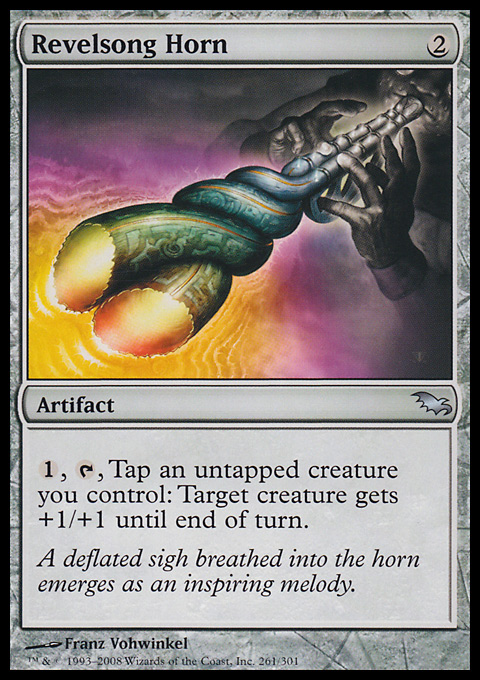 Revelsong Horn 2
Artifact
1, , Tap an untapped creature
you control: Target creature gets
+1/+1 until end of turn.
A deflated sigh breathed into the horn
emerges as an inspiring melody.
Franz Vohwinkel
™ & © 1993–2008 Wizards of the Coast, Inc. 261/301